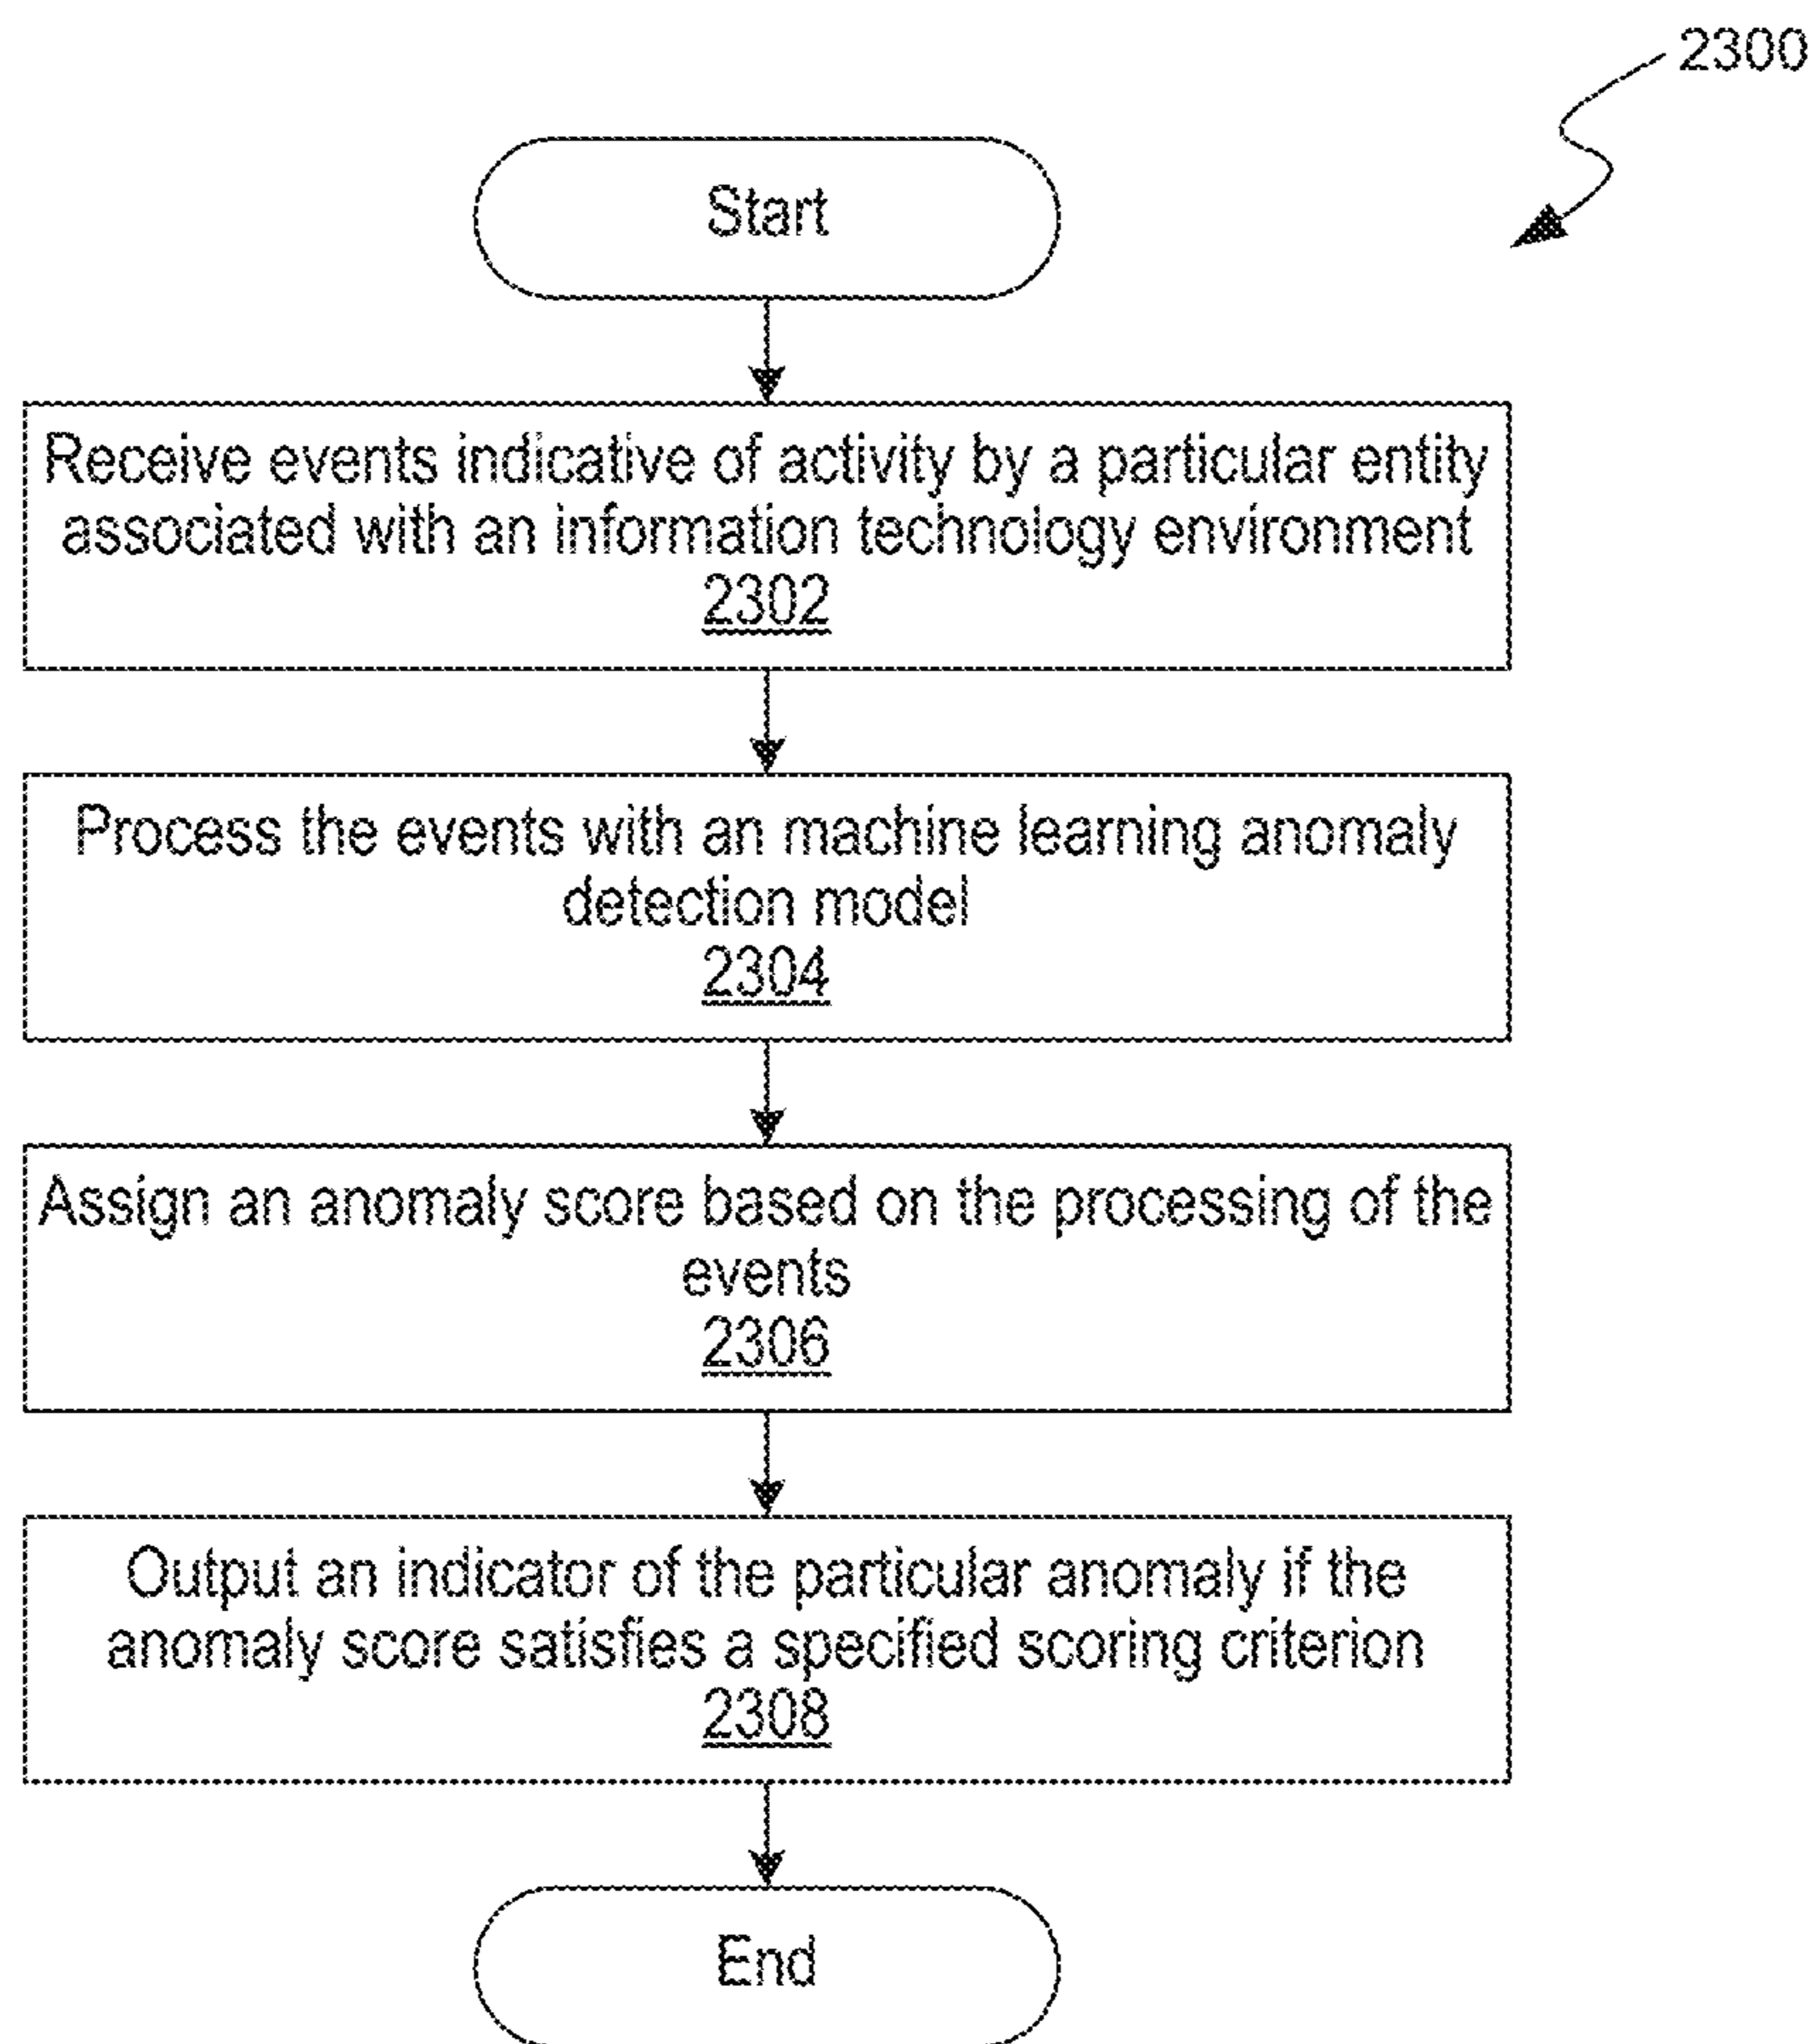 2300
Start
Receive events indicative of activity by a particular entity
associated with an information technology environment
2302
Process the events with an machine learning anomaly
detection model
2304
Assign an anomaly score based on the processing of the
events
2306
Output an indicator of the particular anomaly if the
anomaly score satisfies a specified scoring criterion
2308
End